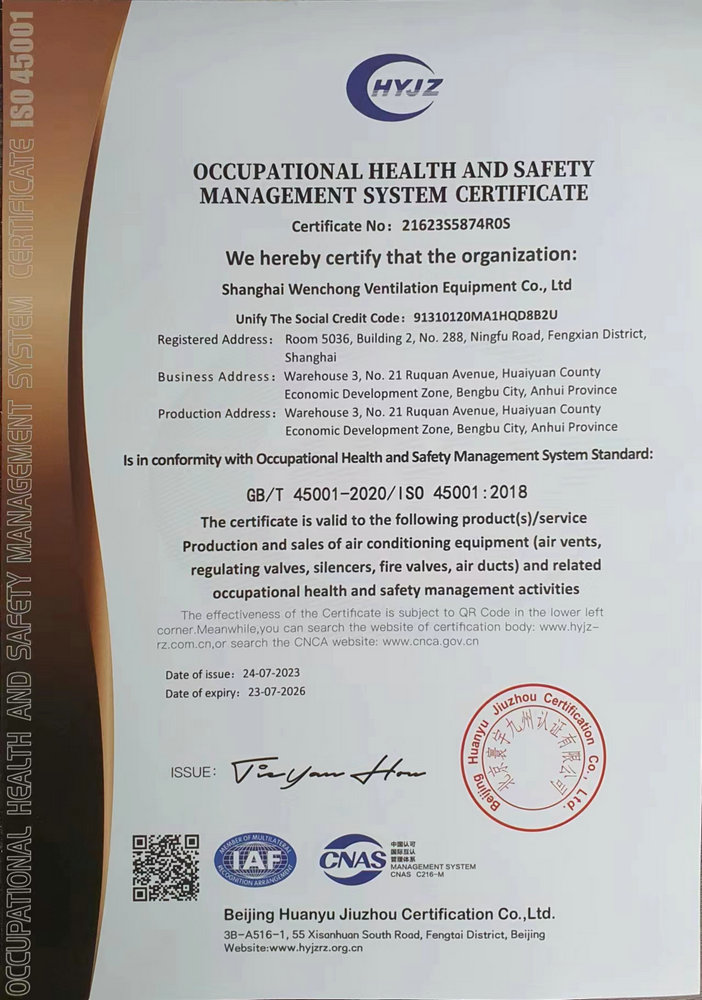 OCCUPATIONAL HEALTH AND SAFETY MANAGEMENT SYSTEM CERTIFICATE ISO 45001
HYJZ
OCCUPATIONAL HEALTH AND SAFETY
MANAGEMENT SYSTEM CERTIFICATE
Certificate No: 21623S5874R0S
We hereby certify that the organization:
Shanghai Wenchong Ventilation Equipment Co., Ltd
Unify The Social Credit Code: 91310120MA1HQD8B2U
Registered Address: Room 5036, Building 2, No. 288, Ningfu Road, Fengxian District,
Shanghai
Business Address: Warehouse 3, No. 21 Ruquan Avenue, Huaiyuan County
Economic Development Zone, Bengbu City, Anhui Province
Production Address: Warehouse 3, No. 21 Ruquan Avenue, Huaiyuan County
Economic Development Zone, Bengbu City, Anhui Province
Is in conformity with Occupational Health and Safety Management System Standard:
GB/T 45001-2020/ISO 45001:2018
The certificate is valid to the following product(s)/service
Production and sales of air conditioning equipment (air vents,
regulating valves, silencers, fire valves, air ducts) and related
occupational health and safety management activities
The effectiveness of the Certificate is subject to QR Code in the lower left
corner.Meanwhile,you can search the website of certification body: www.hyjz-
rz.com.cn,or search the CNCA website: www.cnca.gov.cn
Date of issue: 24-07-2023
Date of expiry: 23-07-2026
Beijing Huanyu Jiuzhou Certification Co., Ltd.
北京寰宇九州认证有限公司
ISSUE:
MEMBER OF MULTILATERAL
IAF
RECOGNITION ARRANGEMENT
CNAS
中国认可
国际互认
管理体系
MANAGEMENT SYSTEM
CNAS C216-M
Beijing Huanyu Jiuzhou Certification Co.,Ltd.
3B-A516-1, 55 Xisanhuan South Road, Fengtai District, Beijing
Website:www.hyjzrz.org.cn